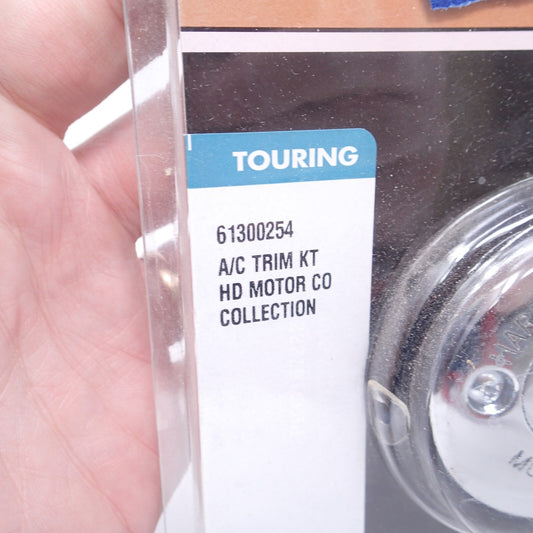 TOURING
61300254
A/C TRIM KT
HD MOTOR CO
COLLECTION